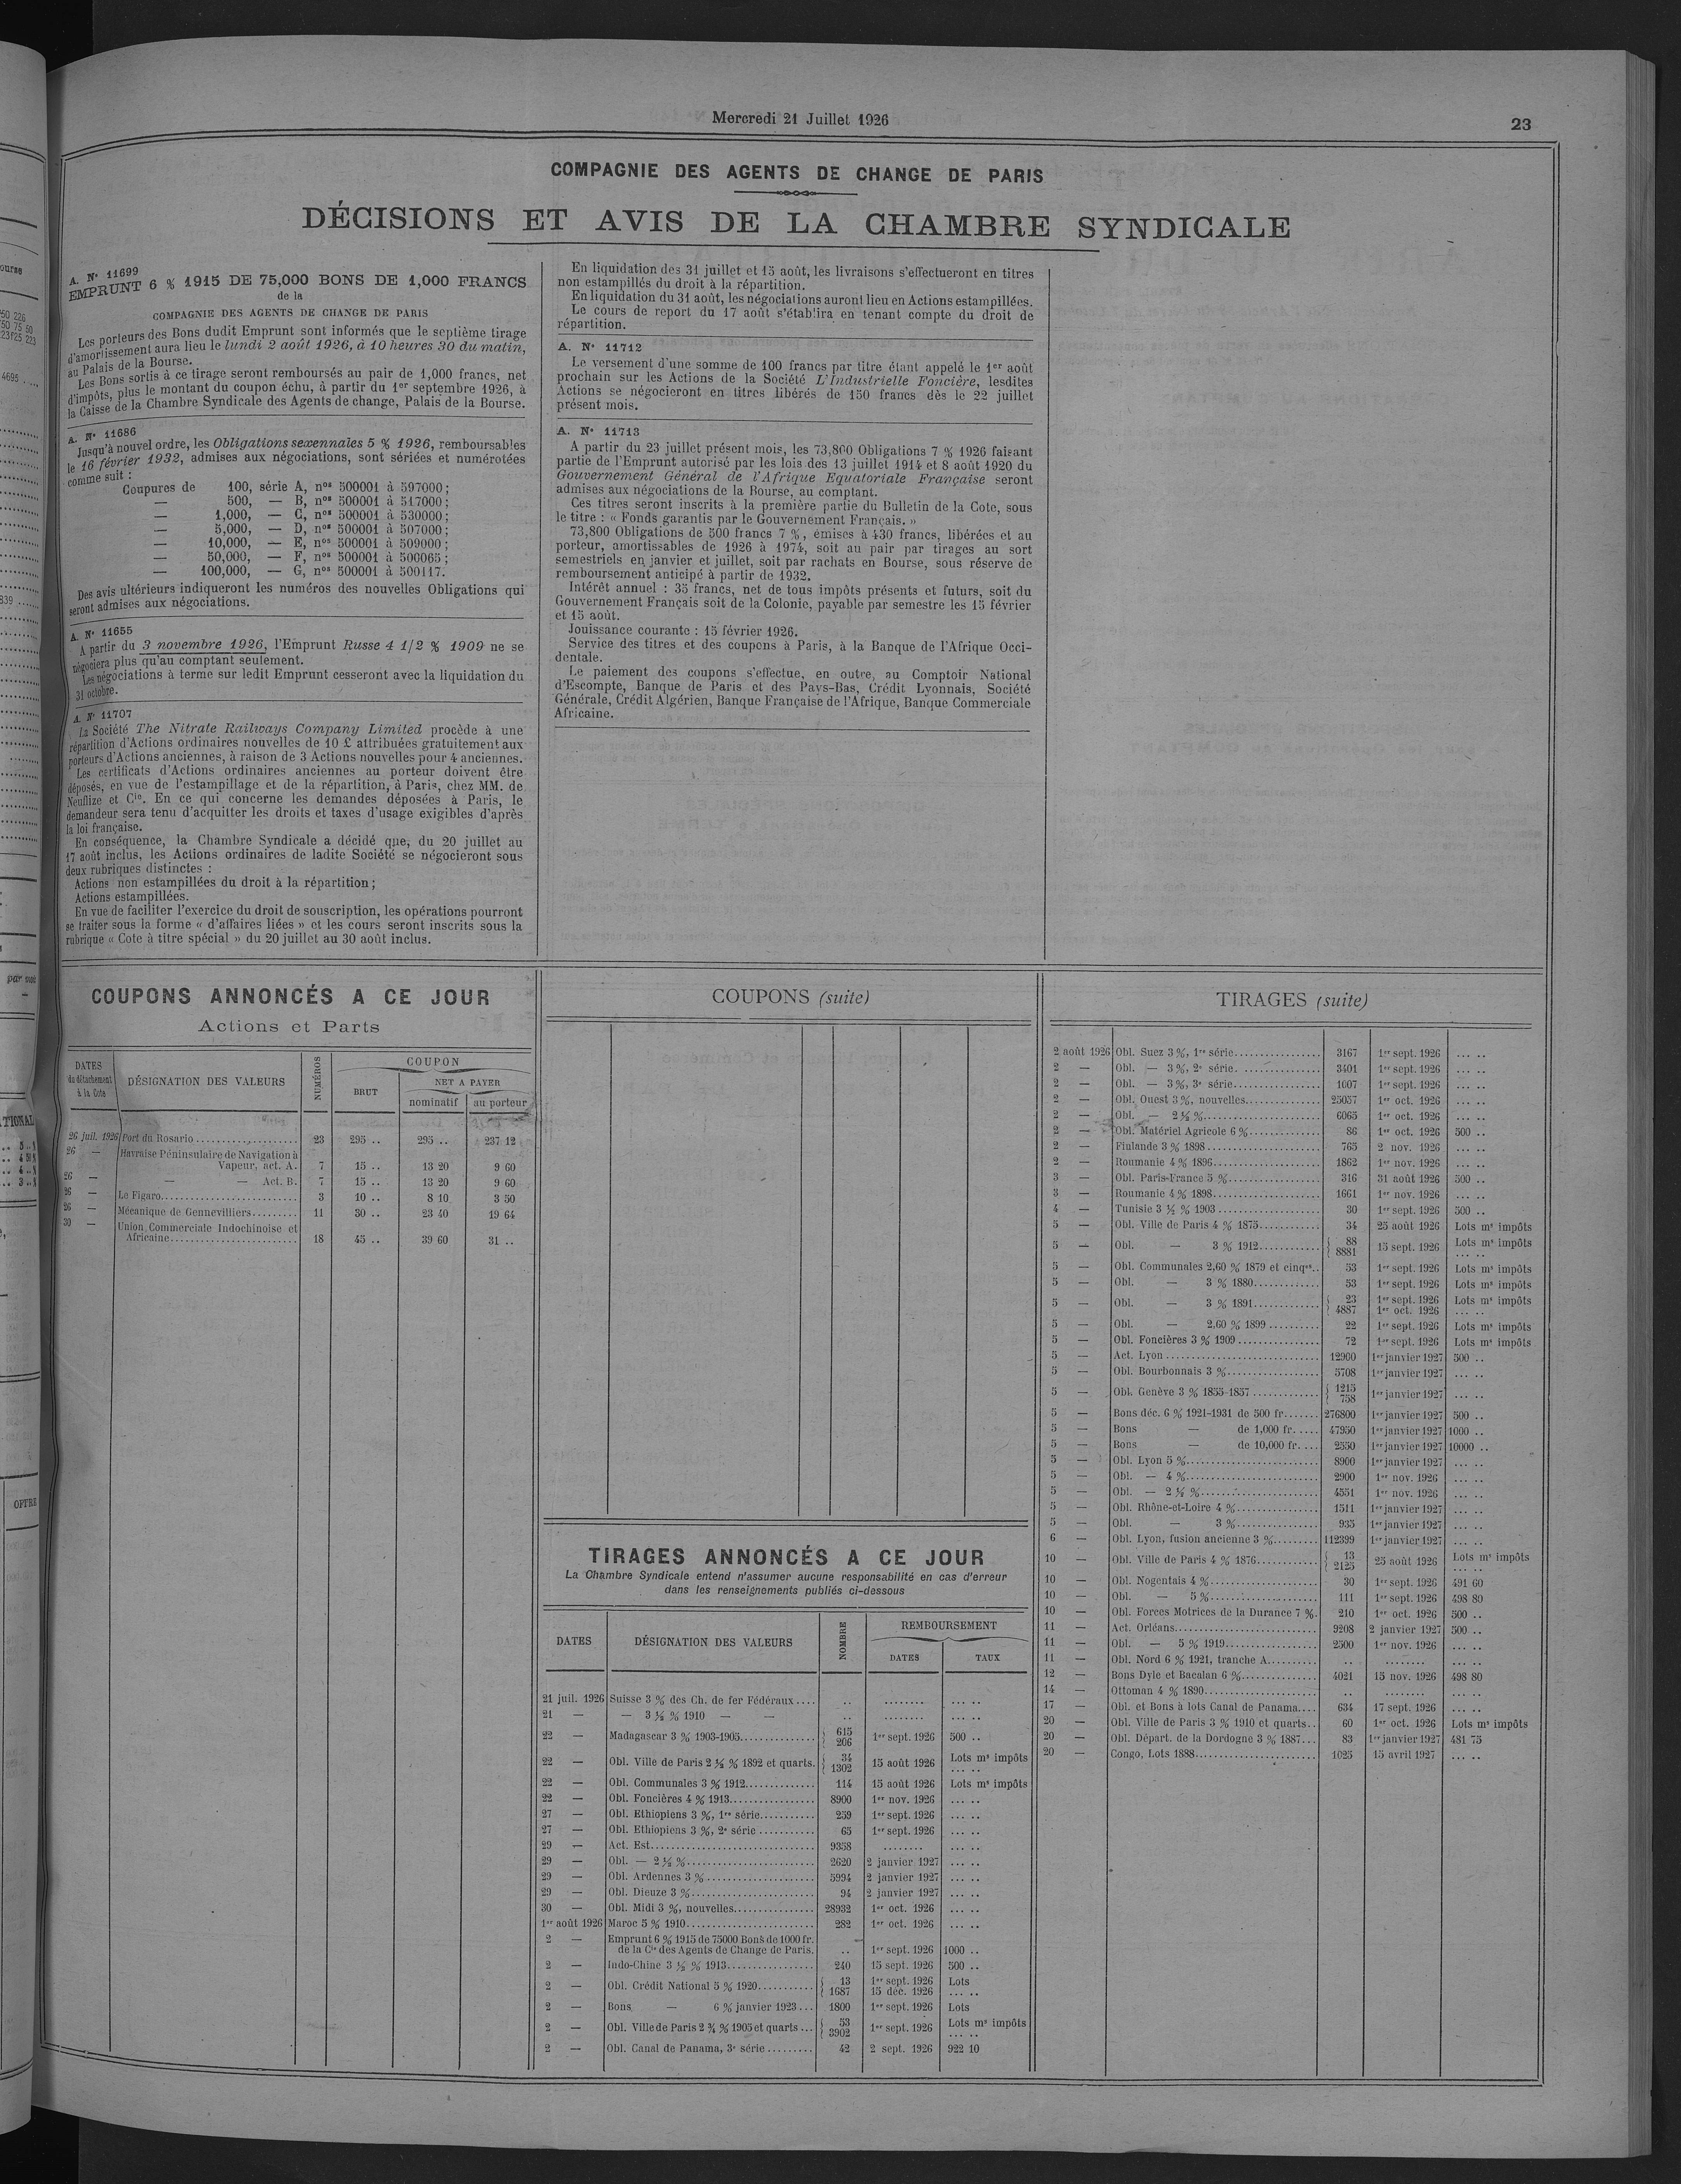 Mercredi 21 Juillet 1926
23
COMPAGNIE DES AGENTS DE CHANGE DE PARIS
DÉCISIONS ET AVIS DE LA CHAMBRE SYNDICALE
A. N° 11699
EMPRUNT 6 % 1915 DE 75,000 BONS DE 1,000 FRANCS
de la
COMPAGNIE DES AGENTS DE CHANGE DE PARIS
Les porteurs des Bons dudit Emprunt sont informés que le septième tirage
d'amortissement aura lieu le lundi 2 août 1926, à 10 heures 30 du matin,
au Palais de la Bourse.
Les Bons sortis à ce tirage seront remboursés au pair de 1,000 francs, net
d'impôts, plus le montant du coupon échu, à partir du 1er septembre 1926, à
la Caisse de la Chambre Syndicale des Agents de change, Palais de la Bourse.
A. N° 11686
Jusqu'à nouvel ordre, les Obligations sexennales 5 % 1926, remboursables
le 16 février 1932, admises aux négociations, sont sériées et numérotées
comme suit :
Coupures de 100, série A, nos 500001 à 597000;
— 500, — B, nos 500001 à 517000;
— 1,000, — C, nos 500001 à 530000;
— 5,000, — D, nos 500001 à 507000;
— 10,000, — E, nos 500001 à 509000;
— 50,000, — F, nos 500001 à 500065;
— 100,000, — G, nos 500001 à 500117.
Des avis ultérieurs indiqueront les numéros des nouvelles Obligations qui
seront admises aux négociations.
A. N° 11655
A partir du 3 novembre 1926, l'Emprunt Russe 4 1/2 % 1909 ne se
négociera plus qu'au comptant seulement.
Les négociations à terme sur ledit Emprunt cesseront avec la liquidation du
31 octobre.
A. N° 11707
La Société The Nitrate Railways Company Limited procède à une
répartition d'Actions ordinaires nouvelles de 10 £ attribuées gratuitement aux
porteurs d'Actions anciennes, à raison de 3 Actions nouvelles pour 4 anciennes.
Les certificats d'Actions ordinaires anciennes au porteur doivent être
déposés, en vue de l'estampillage et de la répartition, à Paris, chez MM. de
Neuflize et Cie. En ce qui concerne les demandes déposées à Paris, le
demandeur sera tenu d'acquitter les droits et taxes d'usage exigibles d'après
la loi française.
En conséquence, la Chambre Syndicale a décidé que, du 20 juillet au
17 août inclus, les Actions ordinaires de ladite Société se négocieront sous
deux rubriques distinctes :
Actions non estampillées du droit à la répartition;
Actions estampillées.
En vue de faciliter l'exercice du droit de souscription, les opérations pourront
se traiter sous la forme « d'affaires liées » et les cours seront inscrits sous la
rubrique « Cote à titre spécial » du 20 juillet au 30 août inclus.
En liquidation des 31 juillet et 15 août, les livraisons s'effectueront en titres
non estampillés du droit à la répartition.
En liquidation du 31 août, les négociations auront lieu en Actions estampillées.
Le cours de report du 17 août s'établira en tenant compte du droit de
répartition.
A. N° 11712
Le versement d'une somme de 100 francs par titre étant appelé le 1er août
prochain sur les Actions de la Société L'Industrielle Foncière, lesdites
Actions se négocieront en titres libérés de 150 francs dès le 22 juillet
présent mois.
A. N° 11713
A partir du 23 juillet présent mois, les 73,800 Obligations 7 % 1926 faisant
partie de l'Emprunt autorisé par les lois des 13 juillet 1914 et 8 août 1920 du
Gouvernement Général de l'Afrique Equatoriale Française seront
admises aux négociations de la Bourse, au comptant.
Ces titres seront inscrits à la première partie du Bulletin de la Cote, sous
le titre : « Fonds garantis par le Gouvernement Français. »
73,800 Obligations de 500 francs 7 %, émises à 430 francs, libérées et au
porteur, amortissables de 1926 à 1974, soit au pair par tirages au sort
semestriels en janvier et juillet, soit par rachats en Bourse, sous réserve de
remboursement anticipé à partir de 1932.
Intérêt annuel : 35 francs, net de tous impôts présents et futurs, soit du
Gouvernement Français soit de la Colonie, payable par semestre les 15 février
et 15 août.
Jouissance courante : 15 février 1926.
Service des titres et des coupons à Paris, à la Banque de l'Afrique Occi-
dentale.
Le paiement des coupons s'effectue, en outre, au Comptoir National
d'Escompte, Banque de Paris et des Pays-Bas, Crédit Lyonnais, Société
Générale, Crédit Algérien, Banque Française de l'Afrique, Banque Commerciale
Africaine.
COUPONS ANNONCÉS A CE JOUR
Actions et Parts
DATES du détachement à la Cote
DÉSIGNATION DES VALEURS
NUMÉROS
COUPON
BRUT
NET A PAYER
nominatif au porteur
26 juil. 1926 Port du Rosario 23 295 .. 295 .. 237 12
26 — Havraise Péninsulaire de Navigation à
Vapeur, act. A. 7 15 .. 13 20 9 60
26 — — — Act. B. 7 15 .. 13 20 9 60
26 — Le Figaro 3 10 .. 8 10 3 50
26 — Mécanique de Gennevilliers 11 30 .. 23 40 19 64
30 — Union Commerciale Indochinoise et
Africaine 18 45 .. 39 60 31 ..
COUPONS (suite)
TIRAGES ANNONCÉS A CE JOUR
La Chambre Syndicale entend n'assumer aucune responsabilité en cas d'erreur
dans les renseignements publiés ci-dessous
DATES
DÉSIGNATION DES VALEURS
NOMBRE
REMBOURSEMENT
DATES TAUX
21 juil. 1926 Suisse 3 % des Ch. de fer Fédéraux .... .. ........ ... ..
21 — — 3 ½ % 1910 — — .. ........ ... ..
22 — Madagascar 3 % 1903-1905 { 615 206 1er sept. 1926 500 ..
22 — Obl. Ville de Paris 2 ½ % 1892 et quarts. { 34 1302 15 août 1926 Lots ms impôts ... ..
22 — Obl. Communales 3 % 1912 114 15 août 1926 Lots ms impôts
22 — Obl. Foncières 4 % 1913 8900 1er nov. 1926 ... ..
27 — Obl. Ethiopiens 3 %, 1re série 259 1er sept. 1926 ... ..
27 — Obl. Ethiopiens 3 %, 2e série 65 1er sept. 1926 ... ..
29 — Act. Est 9358 ........ ... ..
29 — Obl. — 2 ½ % 2620 2 janvier 1927 ... ..
29 — Obl. Ardennes 3 % 5994 2 janvier 1927 ... ..
29 — Obl. Dieuze 3 % 94 2 janvier 1927 ... ..
30 — Obl. Midi 3 %, nouvelles 28932 1er oct. 1926 ... ..
1er août 1926 Maroc 5 % 1910 282 1er oct. 1926 ... ..
2 — Emprunt 6 % 1915 de 75000 Bons de 1000 fr.
de la Cie des Agents de Change de Paris. .. 1er sept. 1926 1000 ..
2 — Indo-Chine 3 ½ % 1913 240 15 sept. 1926 500 ..
2 — Obl. Crédit National 5 % 1920 { 13 1687 1er sept. 1926 15 déc. 1926 Lots ... ..
2 — Bons — 6 % janvier 1923 1800 1er sept. 1926 Lots
2 — Obl. Ville de Paris 2 ¾ % 1905 et quarts { 53 3902 1er sept. 1926 Lots ms impôts ... ..
2 — Obl. Canal de Panama, 3e série 42 2 sept. 1926 922 10
TIRAGES (suite)
2 août 1926 Obl. Suez 3 %, 1re série 3167 1er sept. 1926 ... ..
2 — Obl. — 3 %, 2e série 3401 1er sept. 1926 ... ..
2 — Obl. — 3 %, 3e série 1007 1er sept. 1926 ... ..
2 — Obl. Ouest 3 %, nouvelles 25057 1er oct. 1926 ... ..
2 — Obl. — 2 ½ % 6065 1er oct. 1926 ... ..
2 — Obl. Matériel Agricole 6 % 86 1er oct. 1926 500 ..
2 — Finlande 3 % 1898 765 2 nov. 1926 ... ..
2 — Roumanie 4 % 1896 1862 1er nov. 1926 ... ..
3 — Obl. Paris-France 5 % 316 31 août 1926 500 ..
3 — Roumanie 4 % 1898 1661 1er nov. 1926 ... ..
4 — Tunisie 3 ½ % 1903 30 1er sept. 1926 500 ..
5 — Obl. Ville de Paris 4 % 1875 34 25 août 1926 Lots ms impôts
5 — Obl. — 3 % 1912 { 88 8881 15 sept. 1926 Lots ms impôts ... ..
5 — Obl. Communales 2,60 % 1879 et cinqes.. 53 1er sept. 1926 Lots ms impôts
5 — Obl. — 3 % 1880 53 1er sept. 1926 Lots ms impôts
5 — Obl. — 3 % 1891 { 23 4887 1er sept. 1926 1er oct. 1926 Lots ms impôts ... ..
5 — Obl. — 2,60 % 1899 22 1er sept. 1926 Lots ms impôts
5 — Obl. Foncières 3 % 1909 72 1er sept. 1926 Lots ms impôts
5 — Act. Lyon 12900 1er janvier 1927 500 ..
5 — Obl. Bourbonnais 3 % 5708 1er janvier 1927 ... ..
5 — Obl. Genève 3 % 1855-1857 { 1215 758 1er janvier 1927 ... ..
5 — Bons déc. 6 % 1921-1931 de 500 fr. 276800 1er janvier 1927 500 ..
5 — Bons — de 1,000 fr. 47950 1er janvier 1927 1000 ..
5 — Bons — de 10,000 fr. 2550 1er janvier 1927 10000 ..
5 — Obl. Lyon 5 % 8900 1er janvier 1927 ... ..
5 — Obl. — 4 % 2900 1er nov. 1926 ... ..
5 — Obl. — 2 ½ % 4551 1er nov. 1926 ... ..
5 — Obl. Rhône-et-Loire 4 % 1511 1er janvier 1927 ... ..
5 — Obl. — 3 % 935 1er janvier 1927 ... ..
6 — Obl. Lyon, fusion ancienne 3 % 112399 1er janvier 1927 ... ..
10 — Obl. Ville de Paris 4 % 1876 { 13 2125 25 août 1926 Lots ms impôts ... ..
10 — Obl. Nogentais 4 % 30 1er sept. 1926 491 60
10 — Obl. — 5 % 111 1er sept. 1926 498 80
10 — Obl. Forces Motrices de la Durance 7 %. 210 1er oct. 1926 500 ..
11 — Act. Orléans 9208 2 janvier 1927 500 ..
11 — Obl. — 5 % 1919 2500 1er nov. 1926 ... ..
11 — Obl. Nord 6 % 1921, tranche A .. ........ ... ..
12 — Bons Dyle et Bacalan 6 % 4021 15 nov. 1926 498 80
14 — Ottoman 4 % 1890 .. ........ ... ..
17 — Obl. et Bons à lots Canal de Panama 634 17 sept. 1926 ... ..
20 — Obl. Ville de Paris 3 % 1910 et quarts 60 1er oct. 1926 Lots ms impôts
20 — Obl. Départ. de la Dordogne 3 % 1887 83 1er janvier 1927 481 75
20 — Congo, Lots 1888 1025 15 avril 1927 ... ..